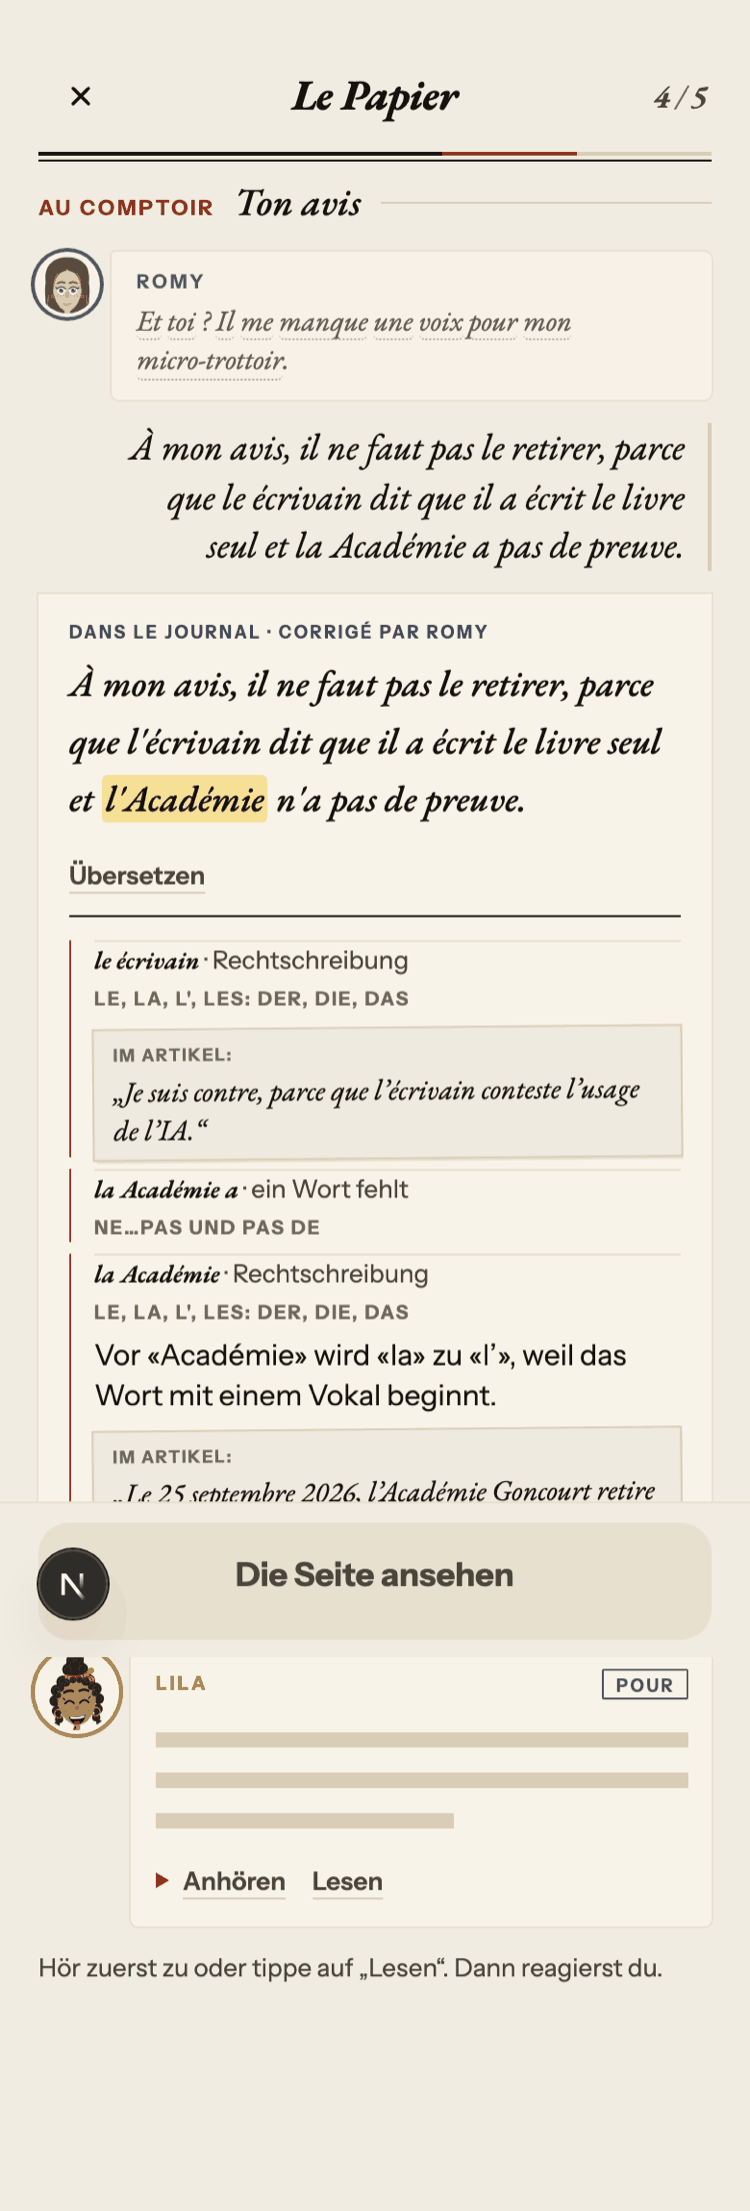 Le Papier
4/5
AU COMPTOIR Ton avis
ROMY
Et toi ? Il me manque une voix pour mon
micro-trottoir.
À mon avis, il ne faut pas le retirer, parce
que le écrivain dit que il a écrit le livre
seul et la Académie a pas de preuve.
DANS LE JOURNAL · CORRIGÉ PAR ROMY
À mon avis, il ne faut pas le retirer, parce
que l'écrivain dit que il a écrit le livre seul
et l'Académie n'a pas de preuve.
Übersetzen
le écrivain · Rechtschreibung
LE, LA, L', LES: DER, DIE, DAS
IM ARTIKEL:
„Je suis contre, parce que l’écrivain conteste l’usage
de l’IA.“
la Académie a · ein Wort fehlt
NE…PAS UND PAS DE
la Académie · Rechtschreibung
LE, LA, L', LES: DER, DIE, DAS
Vor «Académie» wird «la» zu «l’», weil das
Wort mit einem Vokal beginnt.
IM ARTIKEL:
„Le 25 septembre 2026, l’Académie Goncourt retire
Die Seite ansehen
N
LILA
POUR
Anhören Lesen
Hör zuerst zu oder tippe auf „Lesen“. Dann reagierst du.